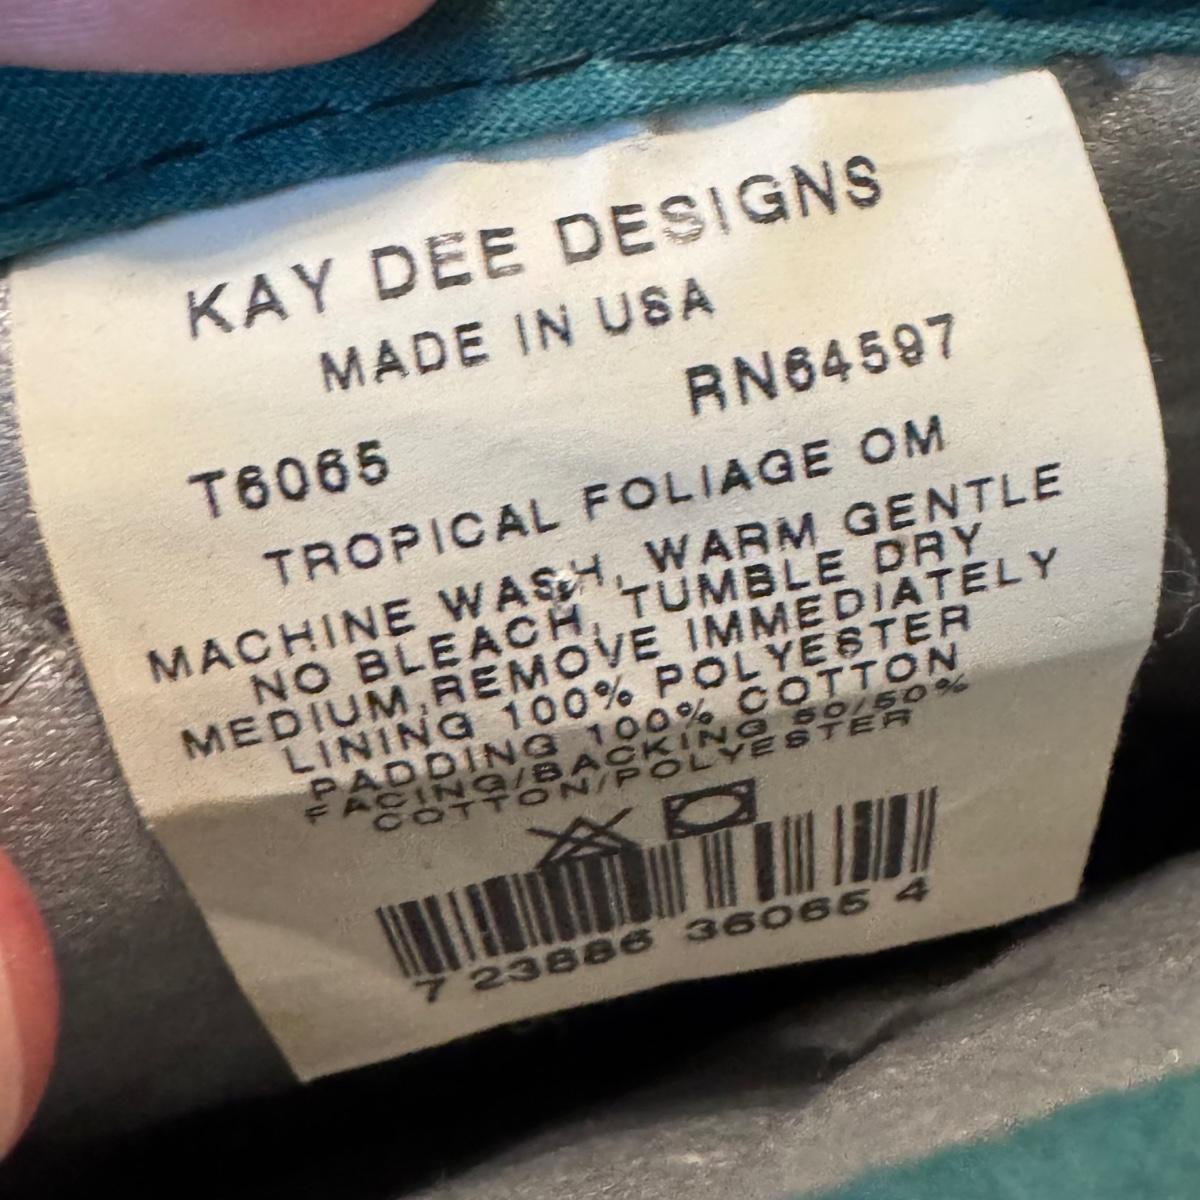 KAY DEE DESIGNS
MADE IN USA
RN64597
T6065
TROPICAL FOLIAGE OM
MACHINE WASH, WARM GENTLE
NO BLEACH, TUMBLE DRY
MEDIUM,REMOVE IMMEDIATELY
LINING 100% POLYESTER
PADDING 100% COTTON
FACING/BACKING 50/50%
COTTON/POLYESTER
7 23886 36065 4